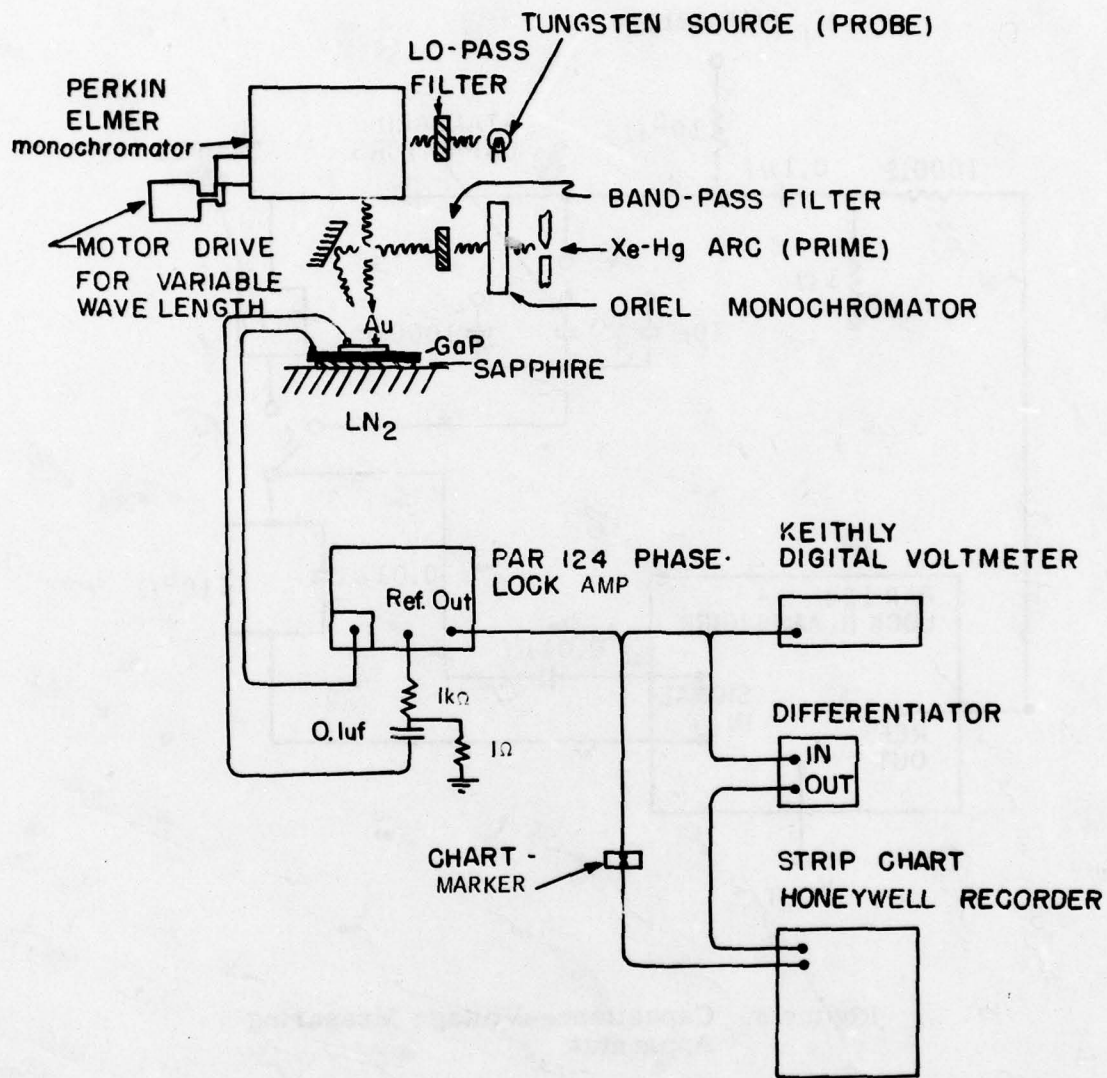 TUNGSTEN SOURCE (PROBE)
LO-PASS
FILTER
PERKIN
ELMER
monochromator
BAND-PASS FILTER
MOTOR DRIVE
FOR VARIABLE
WAVE LENGTH
Xe-Hg ARC (PRIME)
ORIEL MONOCHROMATOR
Au
GaP
SAPPHIRE
LN2
KEITHLY
DIGITAL VOLTMETER
PAR 124 PHASE-
LOCK AMP
Ref. Out
1kΩ
0.1uf
1Ω
DIFFERENTIATOR
IN
OUT
CHART -
MARKER
STRIP CHART
HONEYWELL RECORDER